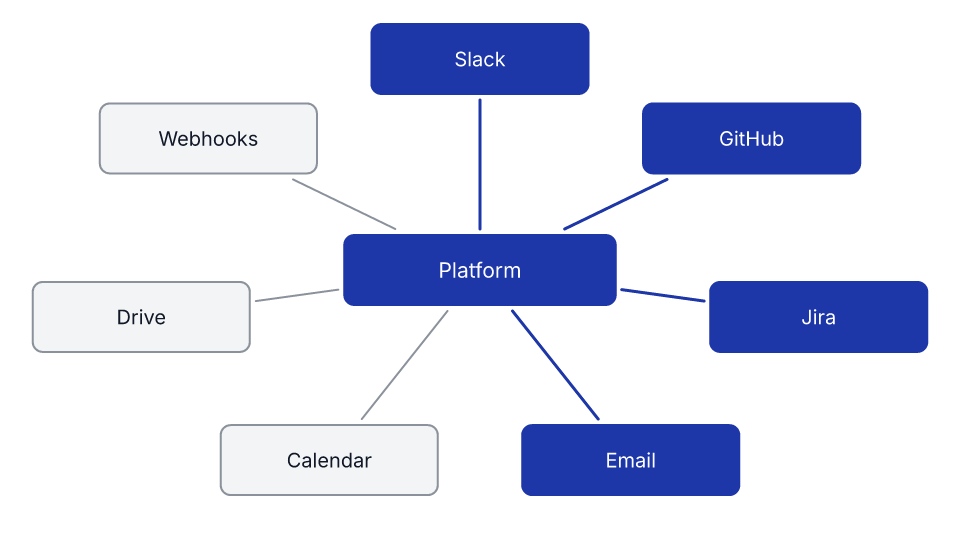 Slack
Webhooks
GitHub
Platform
Drive
Jira
Calendar
Email